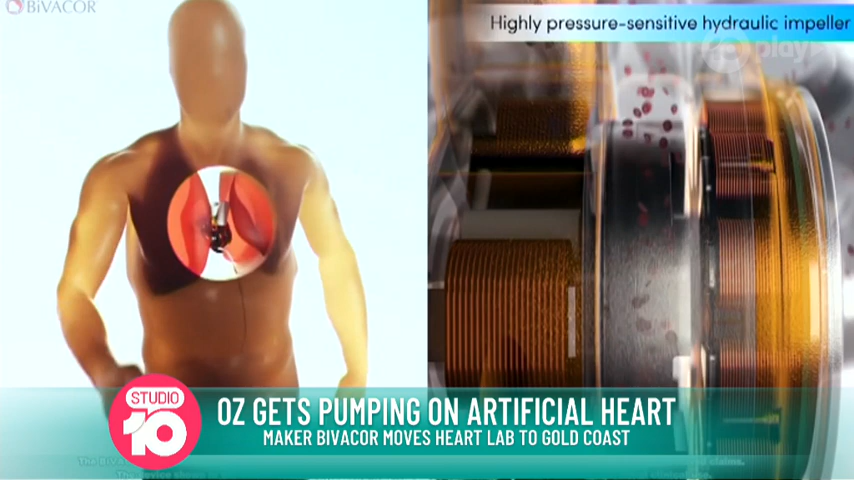 BiVACOR
Highly pressure-sensitive hydraulic impeller
10 play
STUDIO
10
OZ GETS PUMPING ON ARTIFICIAL HEART
MAKER BIVACOR MOVES HEART LAB TO GOLD COAST